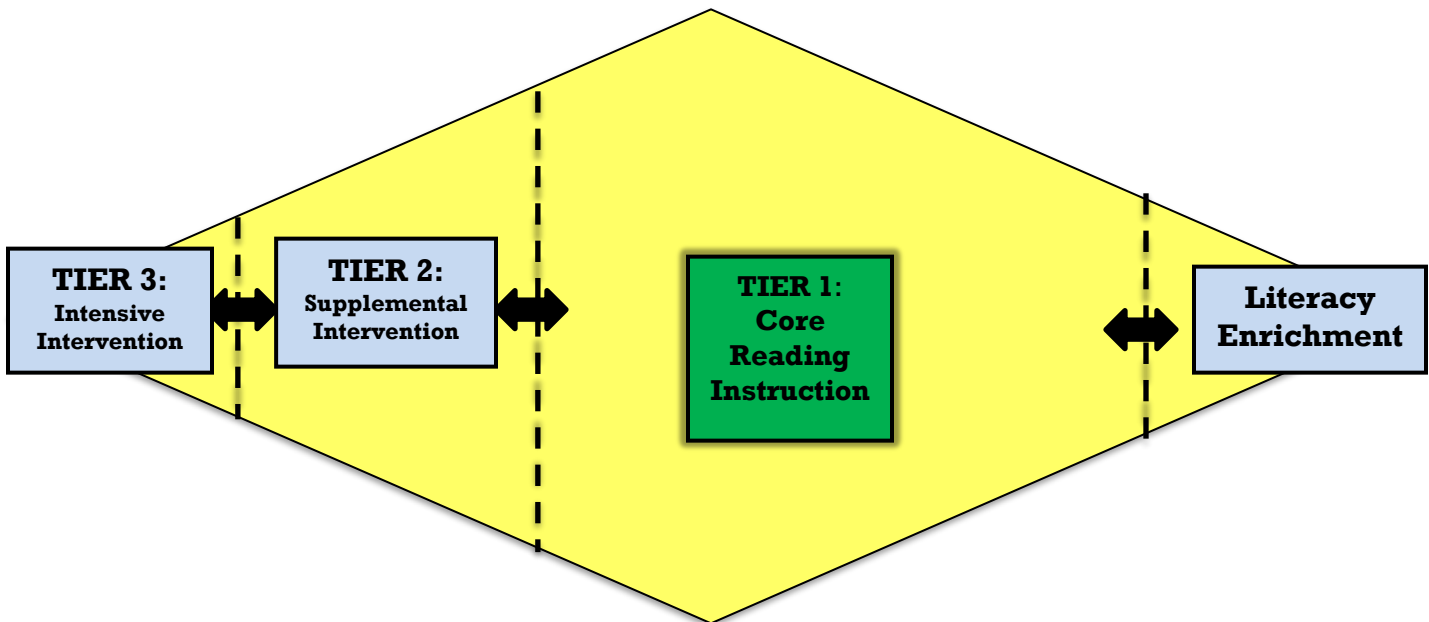 TIER 3:
Intensive
Intervention
TIER 2:
Supplemental
Intervention
TIER 1:
Core
Reading
Instruction
Literacy
Enrichment